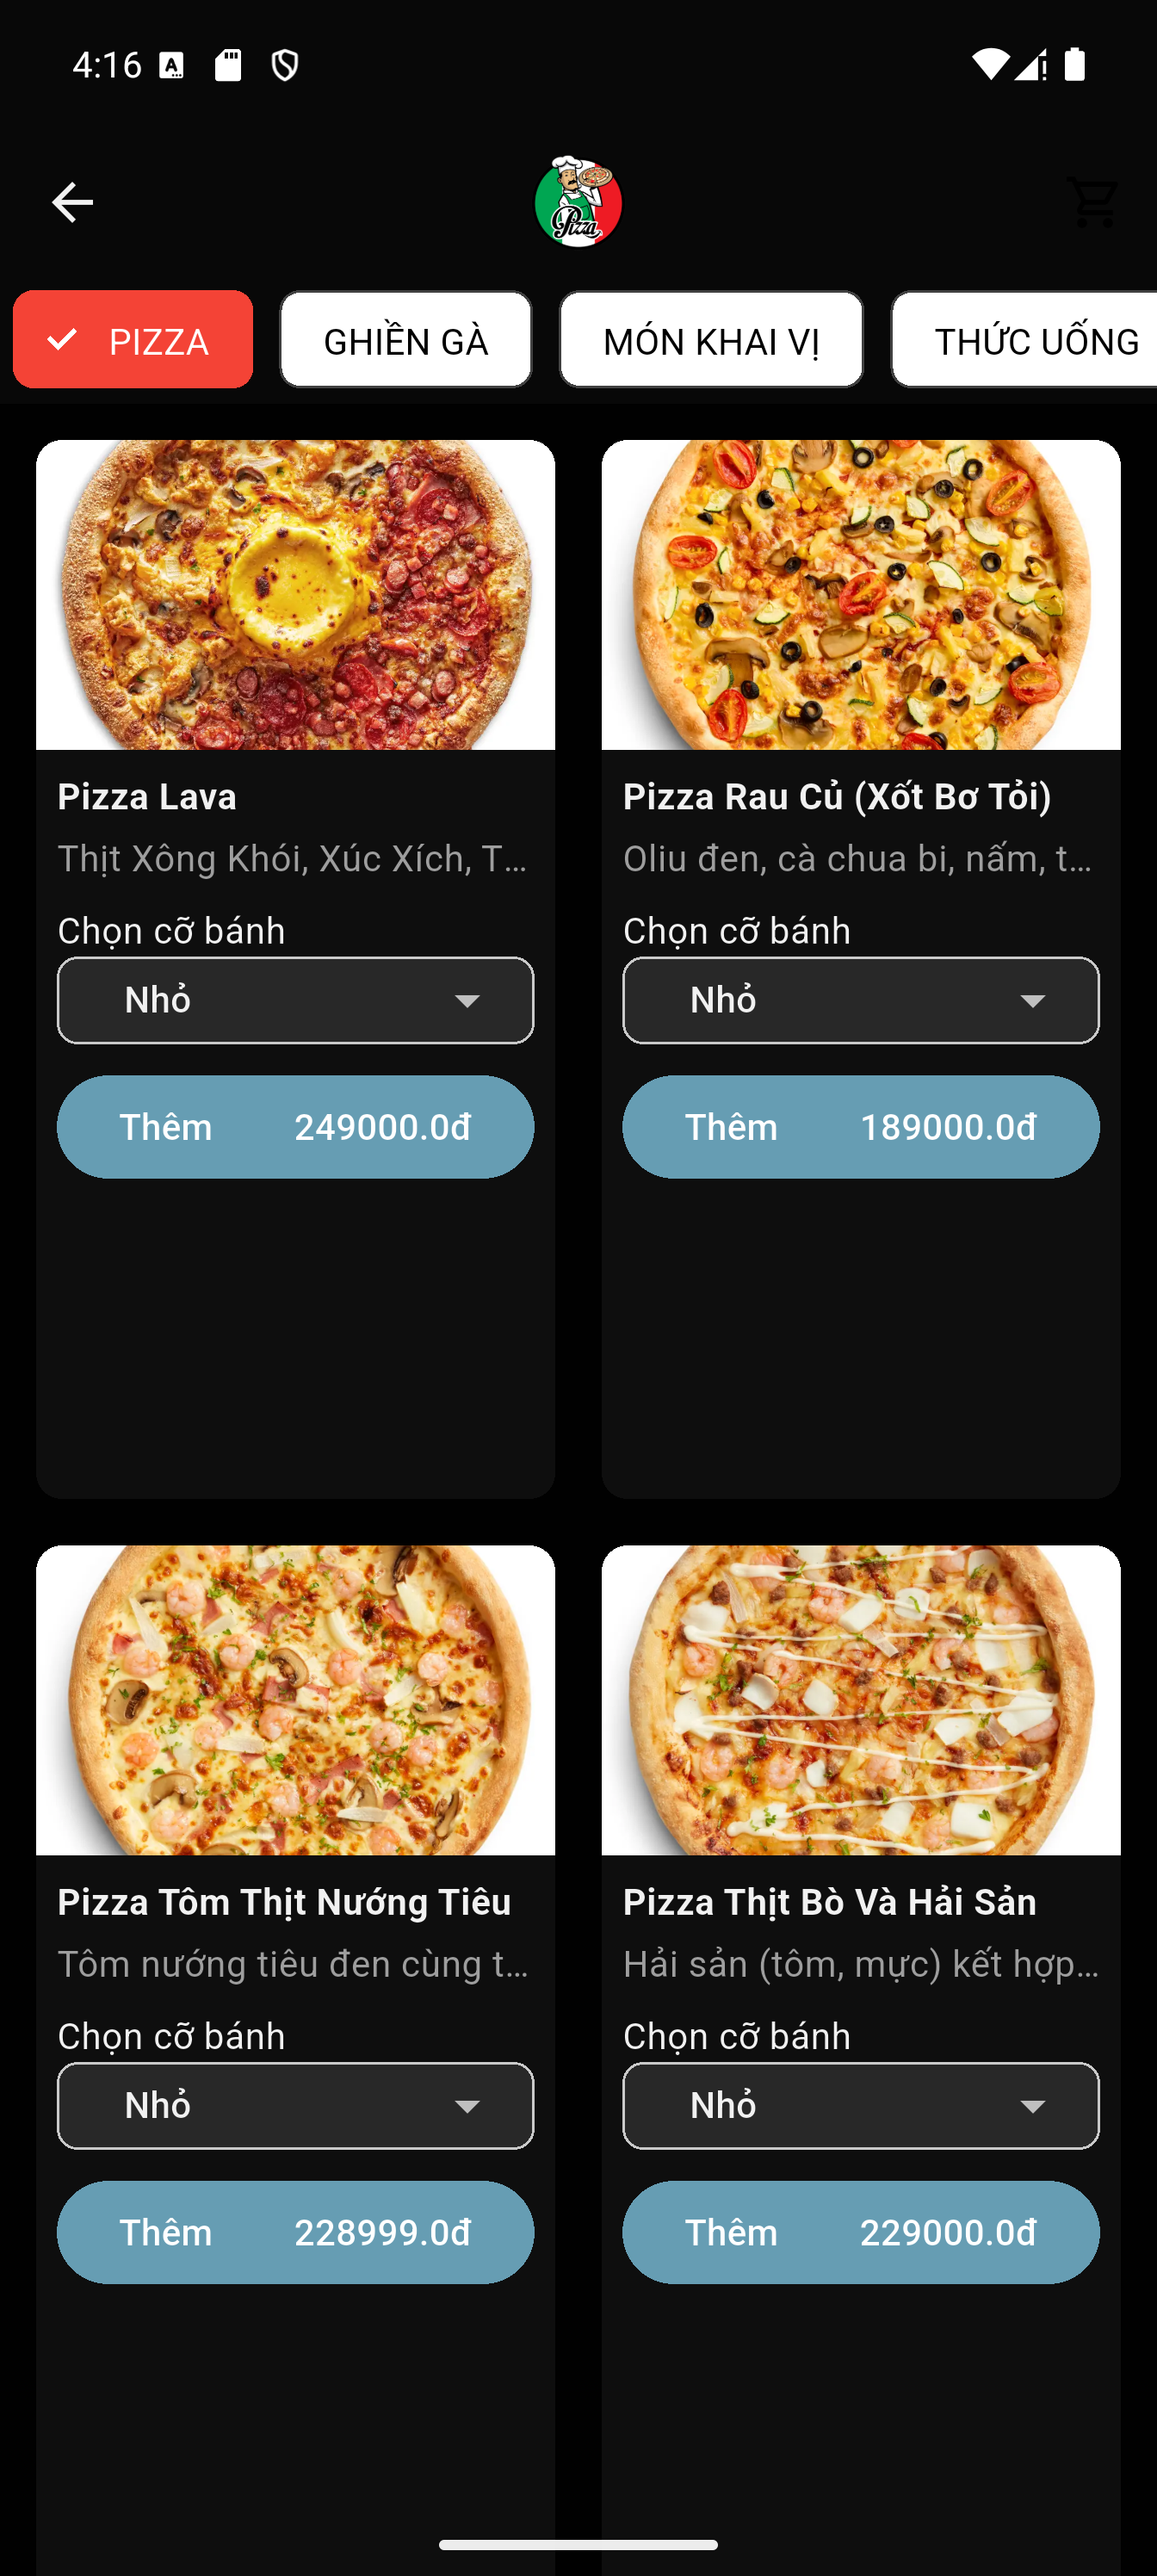 4:16
Pizza
PIZZA
GHIỀN GÀ
MÓN KHAI VỊ
THỨC UỐNG
Pizza Lava
Thịt Xông Khói, Xúc Xích, T...
Chọn cỡ bánh
Nhỏ
Thêm 249000.0đ
Pizza Rau Củ (Xốt Bơ Tỏi)
Oliu đen, cà chua bi, nấm, t...
Chọn cỡ bánh
Nhỏ
Thêm 189000.0đ
Pizza Tôm Thịt Nướng Tiêu
Tôm nướng tiêu đen cùng t...
Chọn cỡ bánh
Nhỏ
Thêm 228999.0đ
Pizza Thịt Bò Và Hải Sản
Hải sản (tôm, mực) kết hợp...
Chọn cỡ bánh
Nhỏ
Thêm 229000.0đ